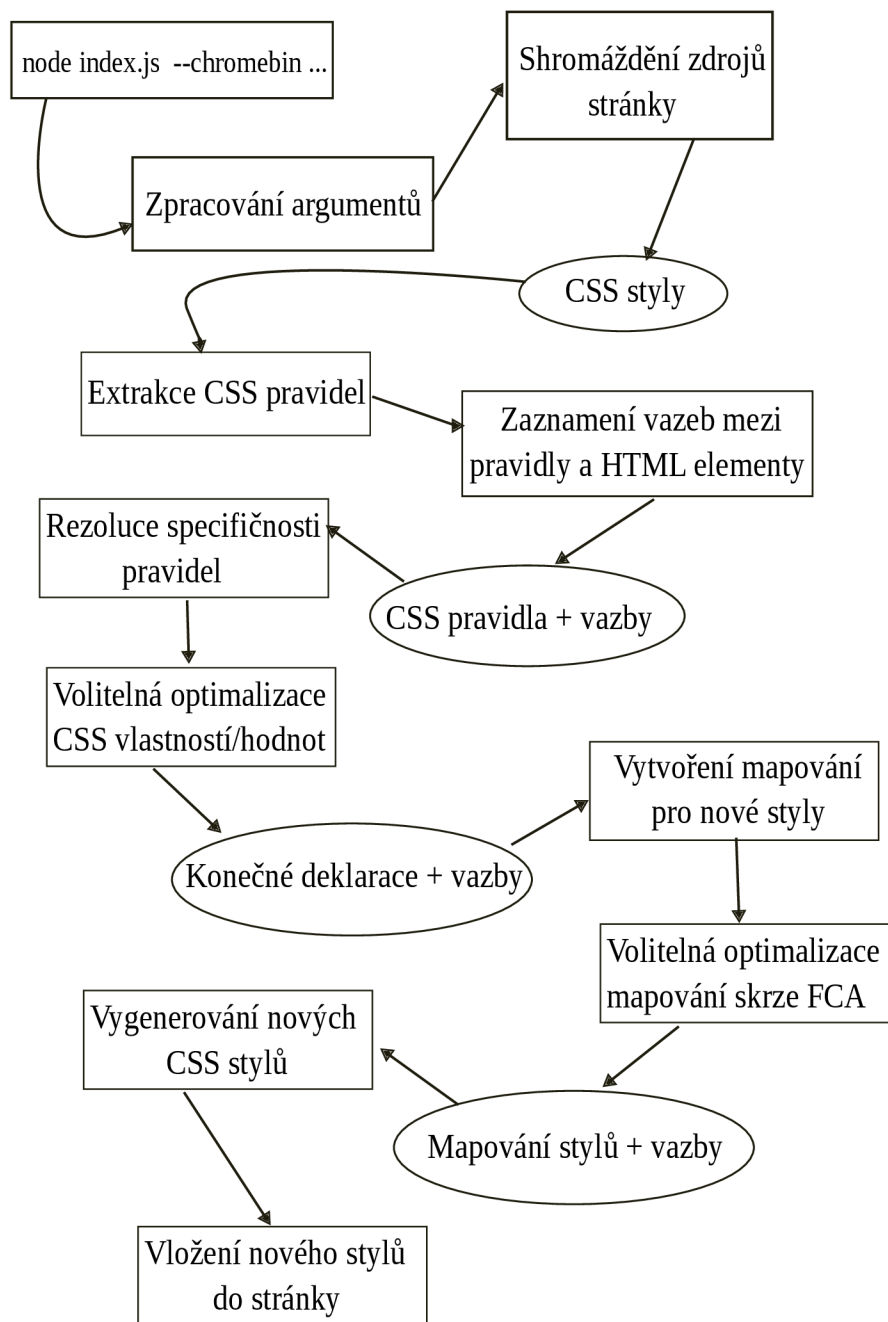 node index.js --chromebin ...
Shromáždění zdrojů
stránky
Zpracování argumentů
CSS styly
Extrakce CSS pravidel
Zaznamení vazeb mezi
pravidly a HTML elementy
CSS pravidla + vazby
Rezoluce specifičnosti
pravidel
Volitelná optimalizace
CSS vlastností/hodnot
Konečné deklarace + vazby
Vytvoření mapování
pro nové styly
Volitelná optimalizace
mapování skrze FCA
Mapování stylů + vazby
Vygenerování nových
CSS stylů
Vložení nového stylů
do stránky